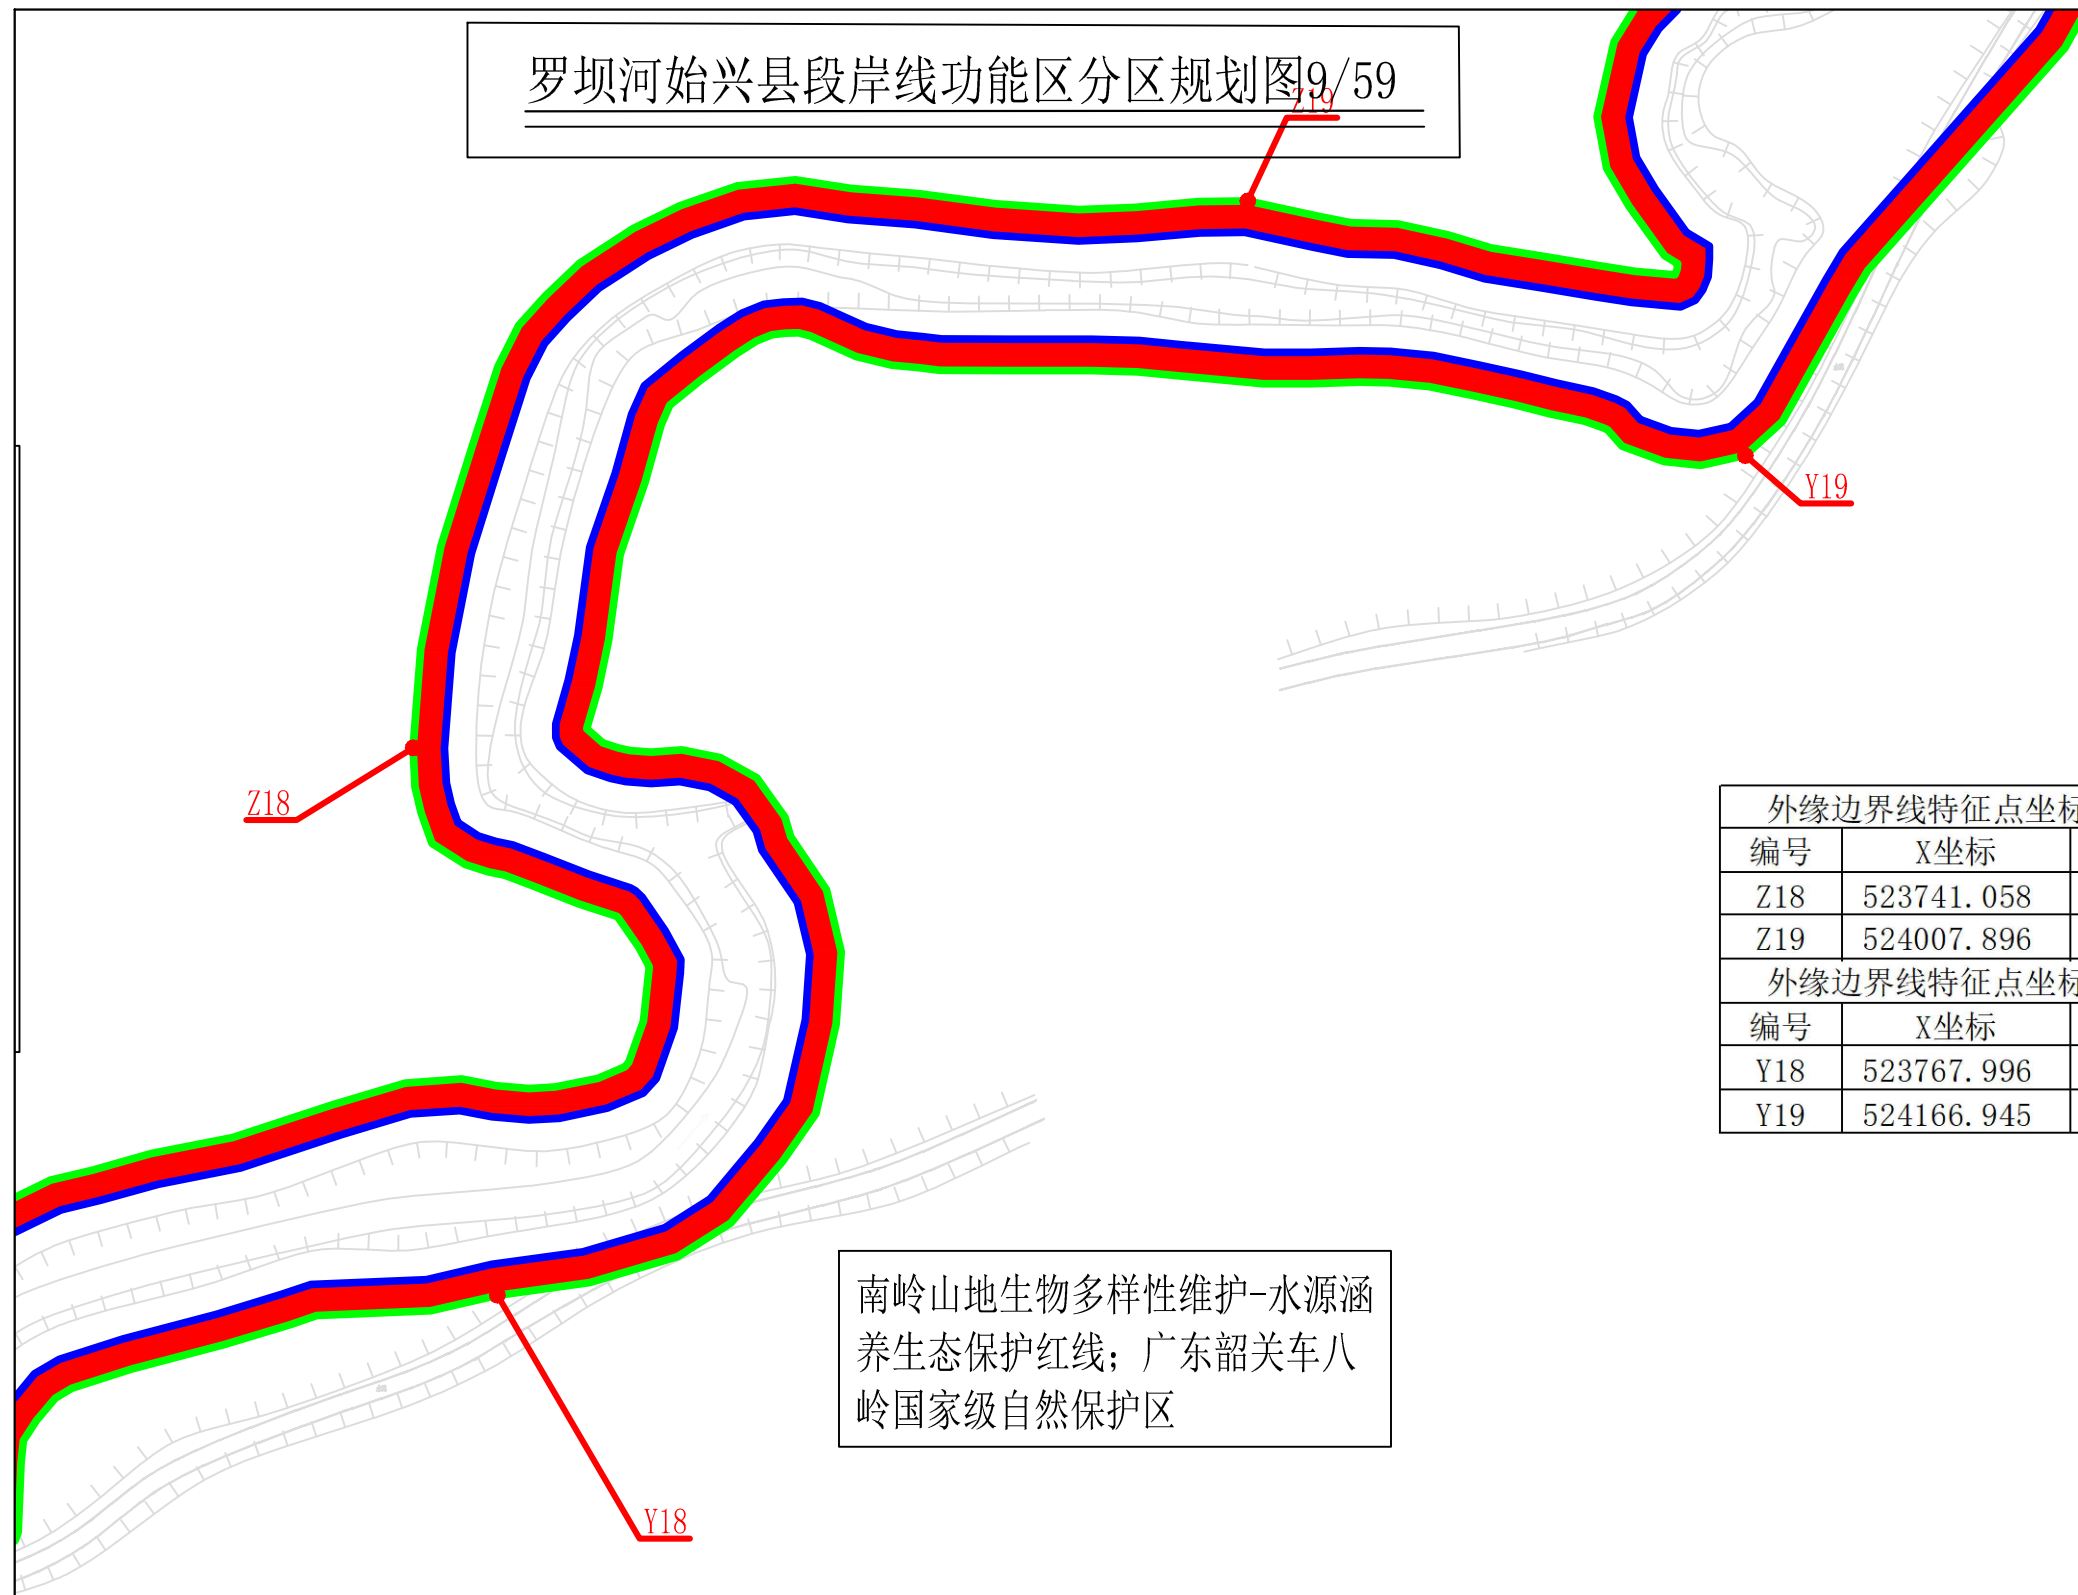 罗坝河始兴县段岸线功能区分区规划图9/59
Z19
Y19
Z18
外缘边界线特征点坐标
编号 X坐标
Z18 523741.058
Z19 524007.896
外缘边界线特征点坐标
编号 X坐标
Y18 523767.996
Y19 524166.945
南岭山地生物多样性维护-水源涵
养生态保护红线；广东韶关车八
岭国家级自然保护区
Y18